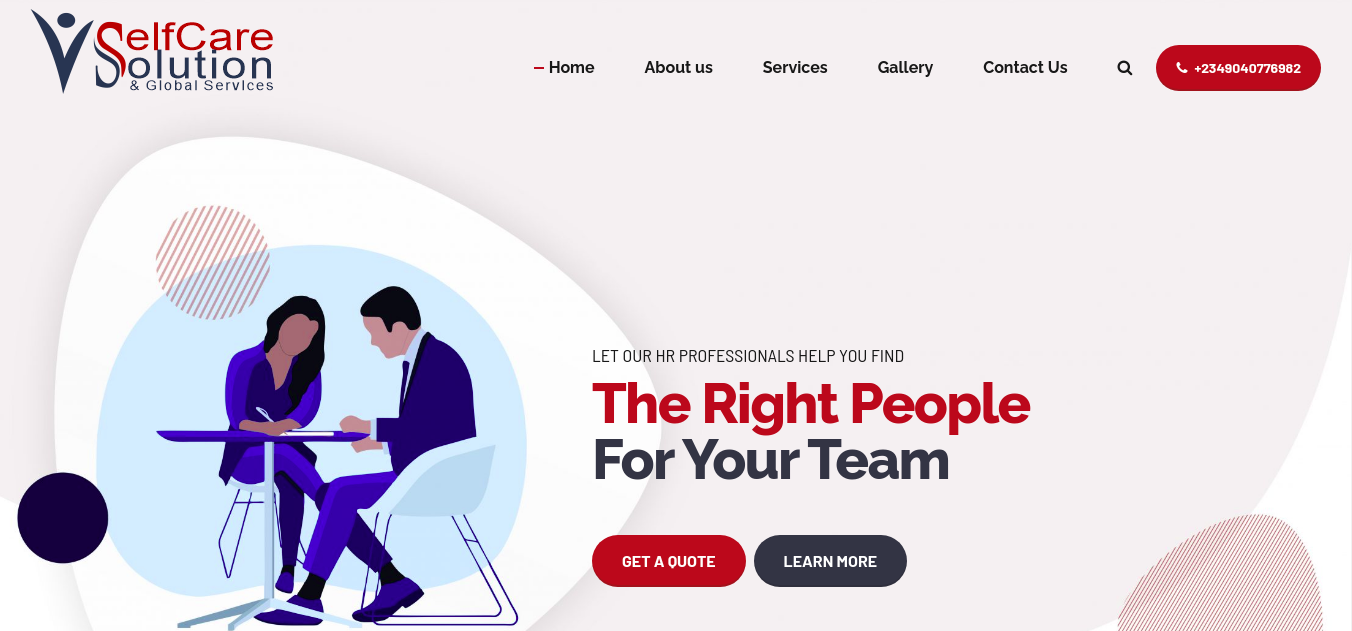 SelfCare
Solution
& Global Services
Home
About us
Services
Gallery
Contact Us
+2349040776982
LET OUR HR PROFESSIONALS HELP YOU FIND
The Right People
For Your Team
GET A QUOTE
LEARN MORE